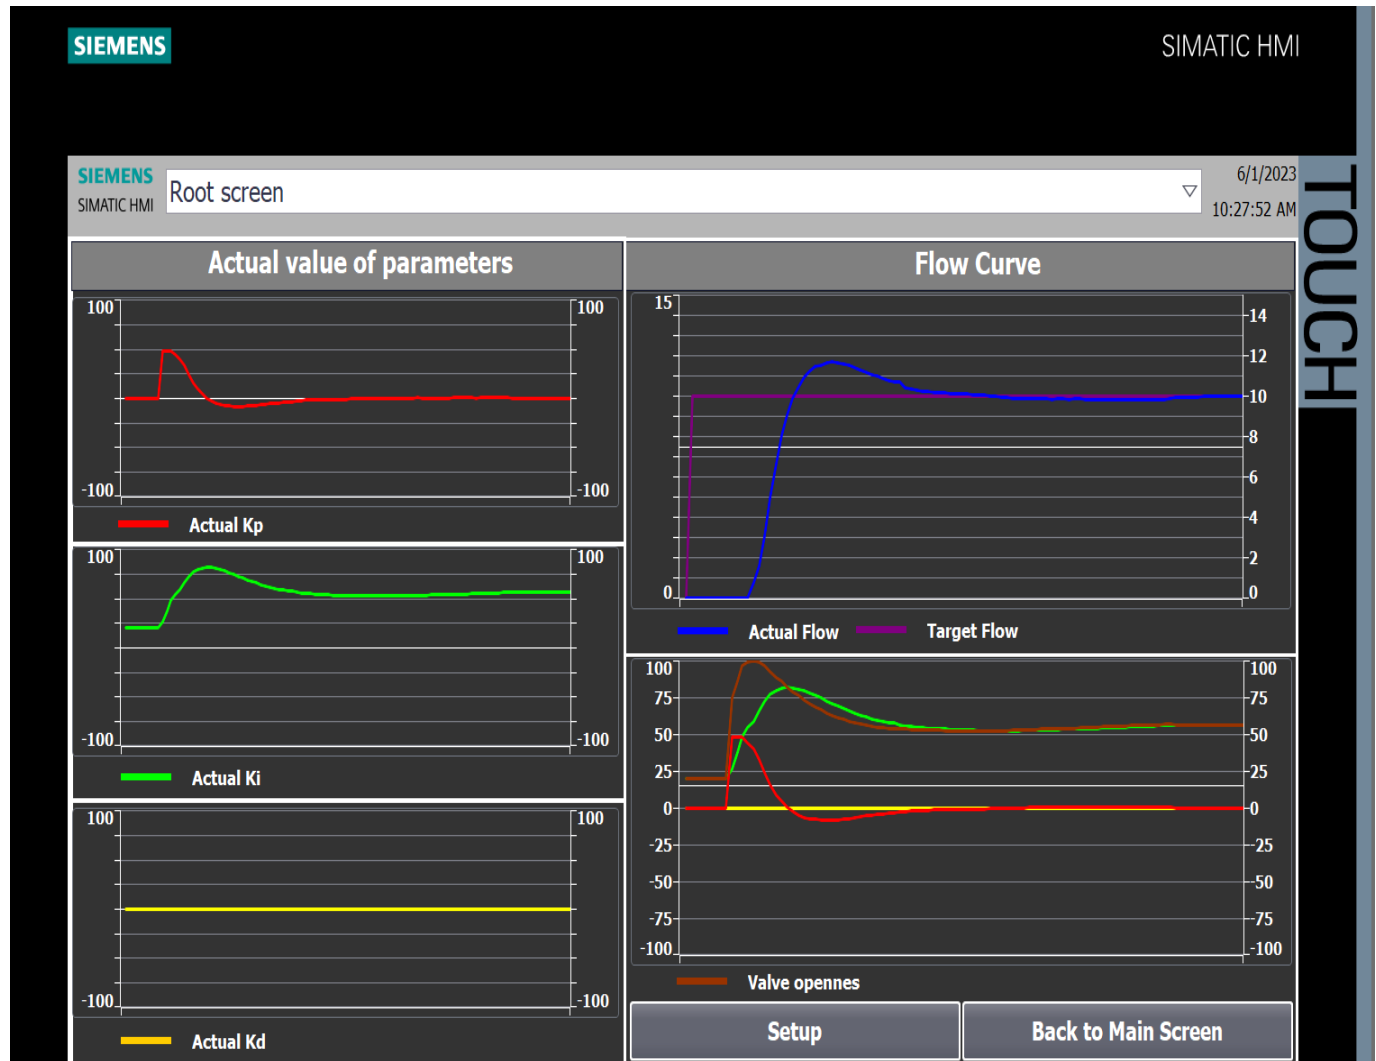 SIEMENS
SIMATIC HMI
TOUCH
SIEMENS
SIMATIC HMI
Root screen
6/1/2023
10:27:52 AM
Actual value of parameters
100
100
-100
-100
Actual Kp
100
100
-100
-100
Actual Ki
100
100
-100
-100
Actual Kd
Flow Curve
15
14
12
10
8
6
4
2
0
0
Actual Flow
Target Flow
100
100
75
75
50
50
25
25
0
0
-25
-25
-50
-50
-75
-75
-100
-100
Valve opennes
Setup
Back to Main Screen